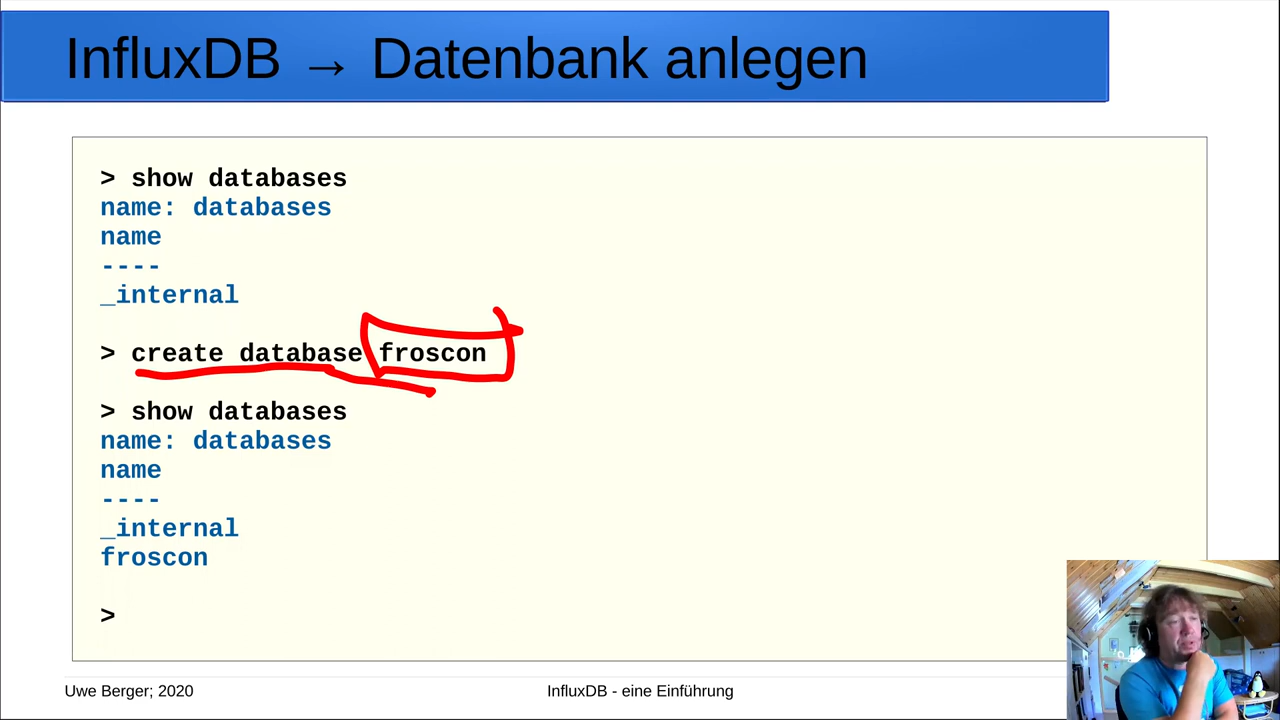 InfluxDB → Datenbank anlegen
> show databases
name: databases
name
----
_internal
> create database froscon
> show databases
name: databases
name
----
_internal
froscon
>
Uwe Berger; 2020
InfluxDB - eine Einführung